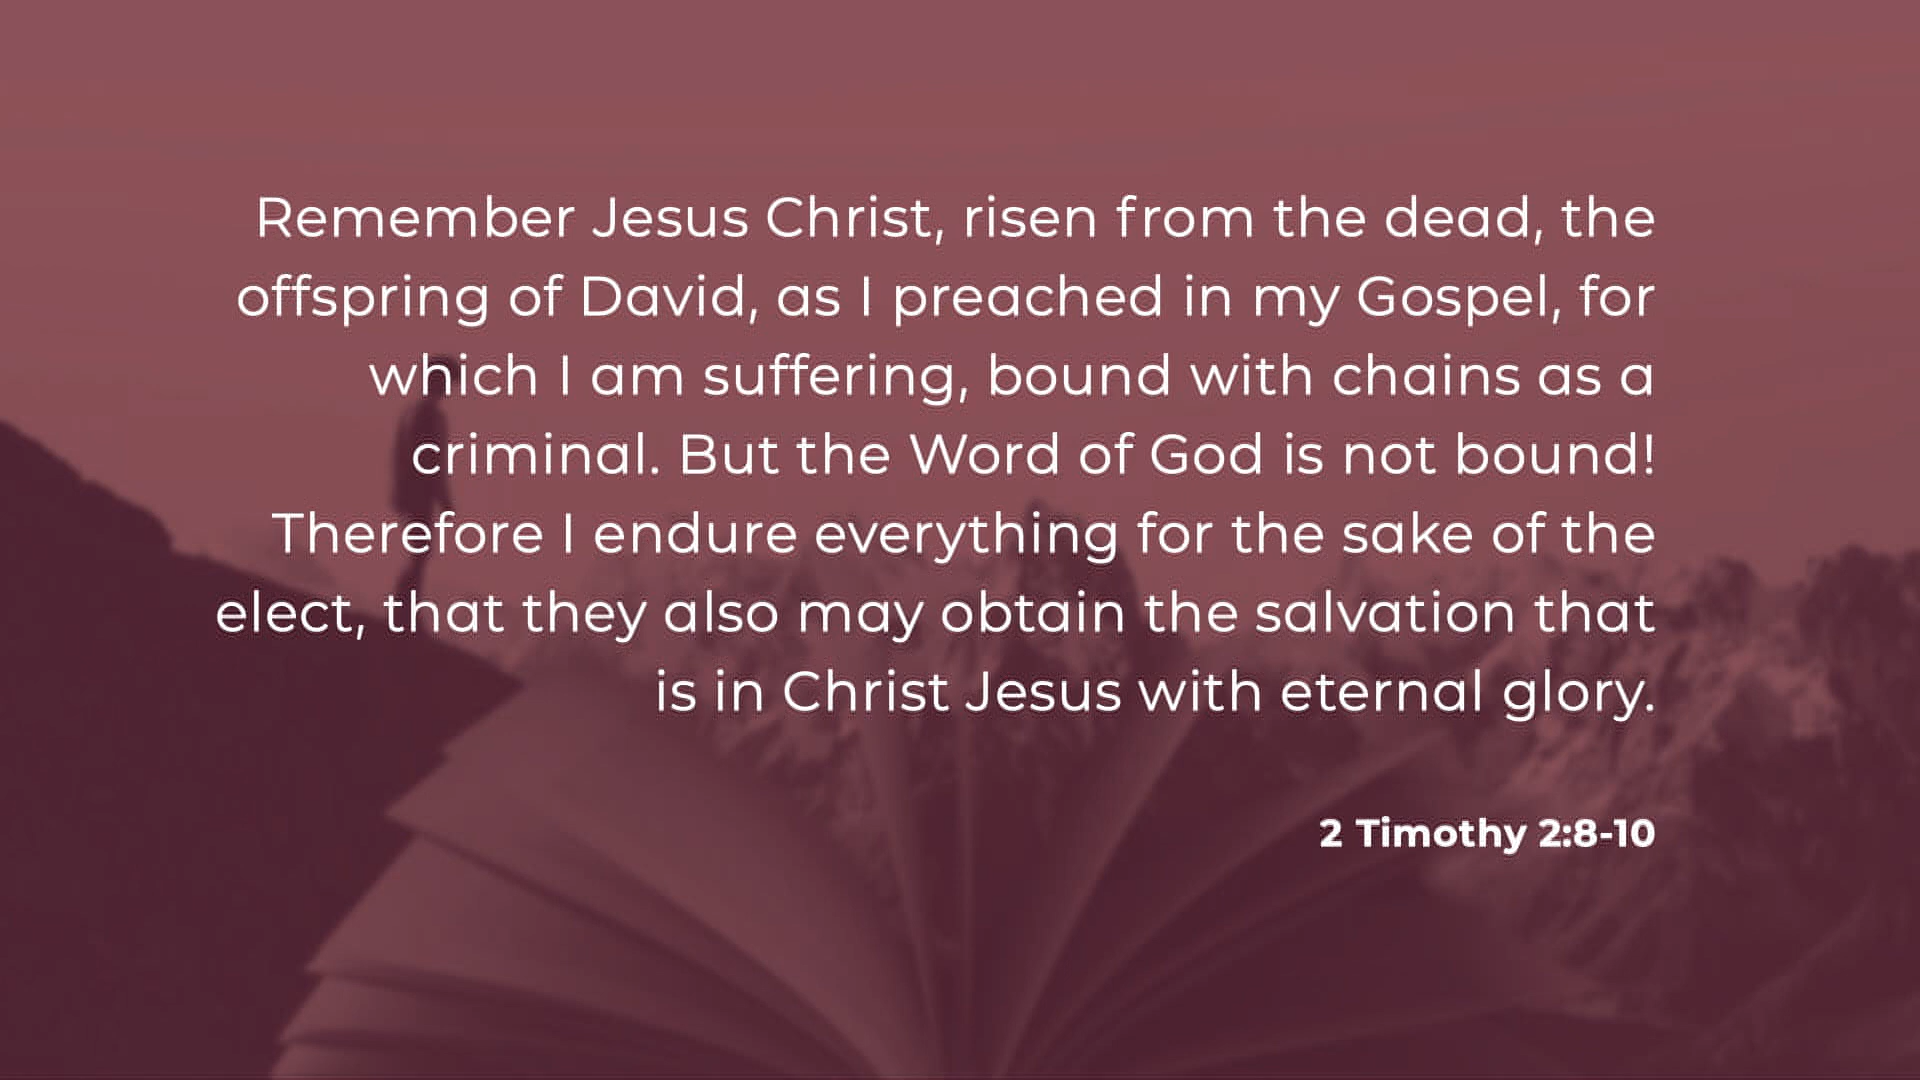 Remember Jesus Christ, risen from the dead, the
offspring of David, as I preached in my Gospel, for
which I am suffering, bound with chains as a
criminal. But the Word of God is not bound!
Therefore I endure everything for the sake of the
elect, that they also may obtain the salvation that
is in Christ Jesus with eternal glory.
2 Timothy 2:8-10